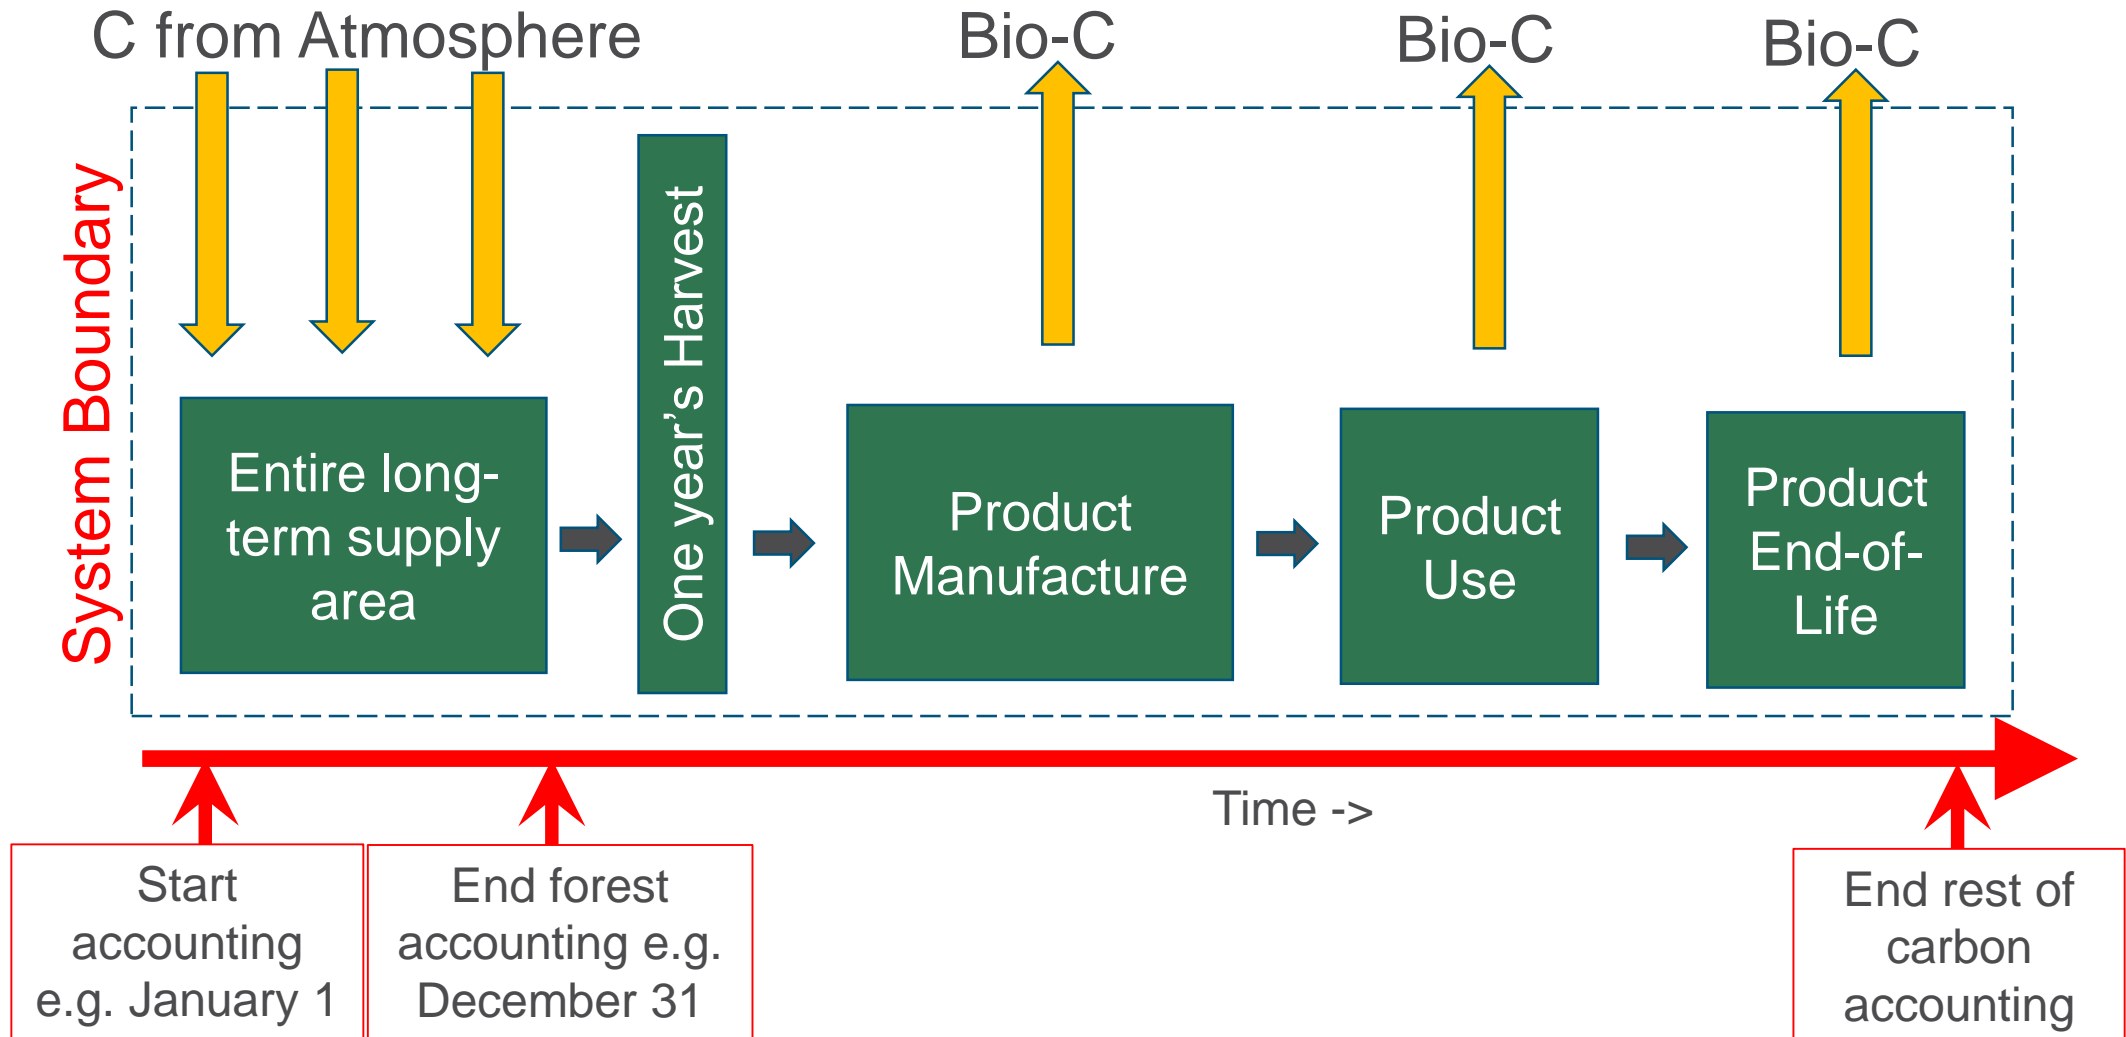 C from Atmosphere
Bio-C
Bio-C
Bio-C
System Boundary
Entire long-
term supply
area
One year’s Harvest
Product
Manufacture
Product
Use
Product
End-of-
Life
Time ->
Start
accounting
e.g. January 1
End forest
accounting e.g.
December 31
End rest of
carbon
accounting